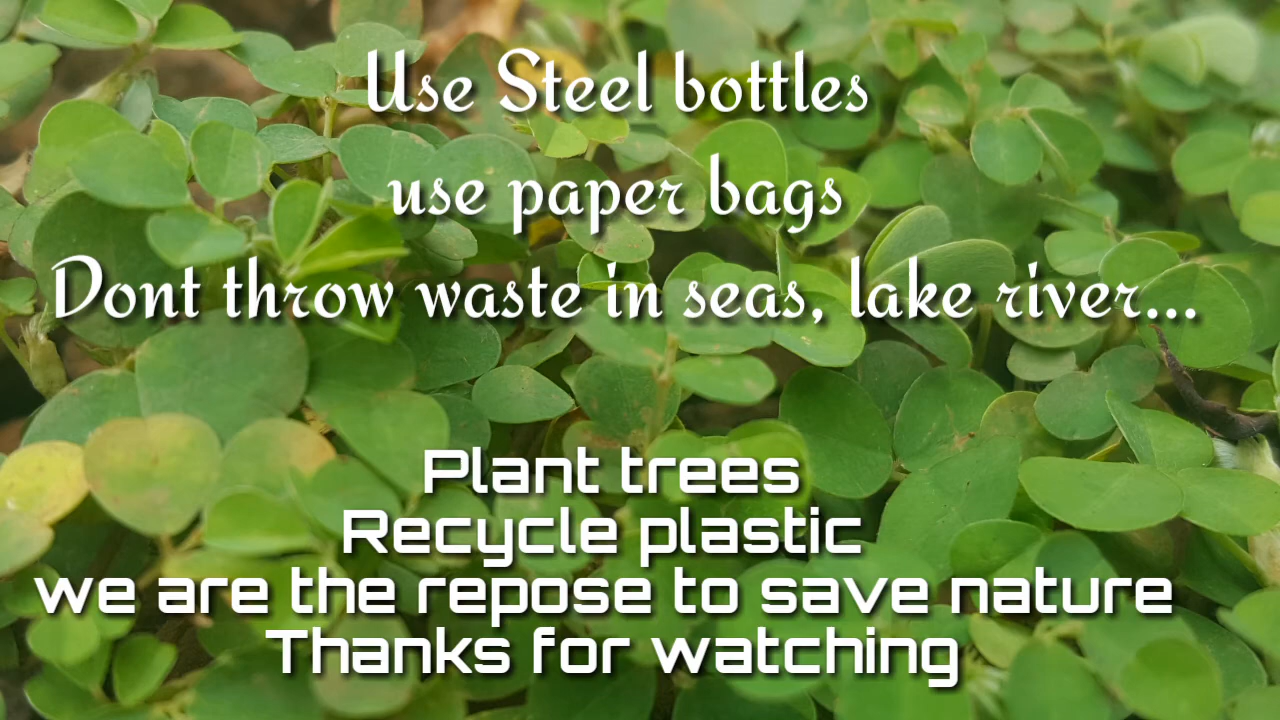 Use Steel bottles
use paper bags
Dont throw waste in seas, lake river...
Plant trees
Recycle plastic
we are the repose to save nature
Thanks for watching